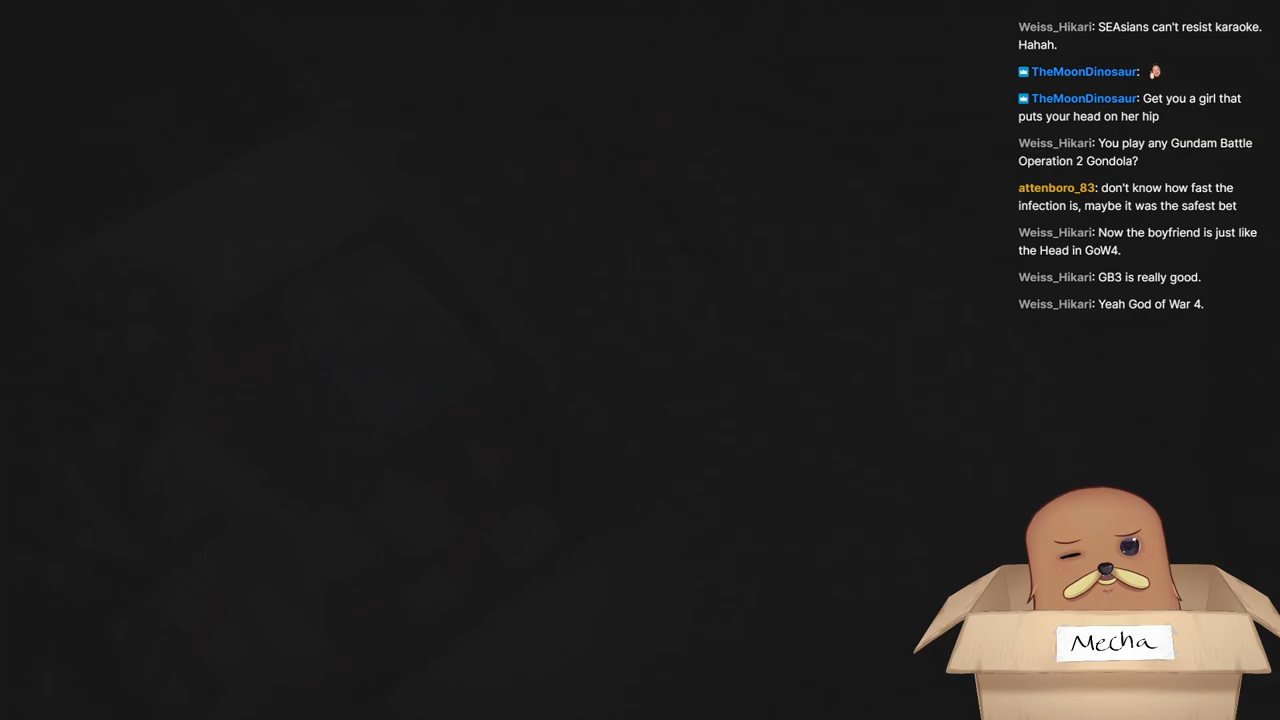 Weiss_Hikari: SEAsians can't resist karaoke.
Hahah.
TheMoonDinosaur:
TheMoonDinosaur: Get you a girl that
puts your head on her hip
Weiss_Hikari: You play any Gundam Battle
Operation 2 Gondola?
attenboro_83: don't know how fast the
infection is, maybe it was the safest bet
Weiss_Hikari: Now the boyfriend is just like
the Head in GoW4.
Weiss_Hikari: GB3 is really good.
Weiss_Hikari: Yeah God of War 4.
Mecha